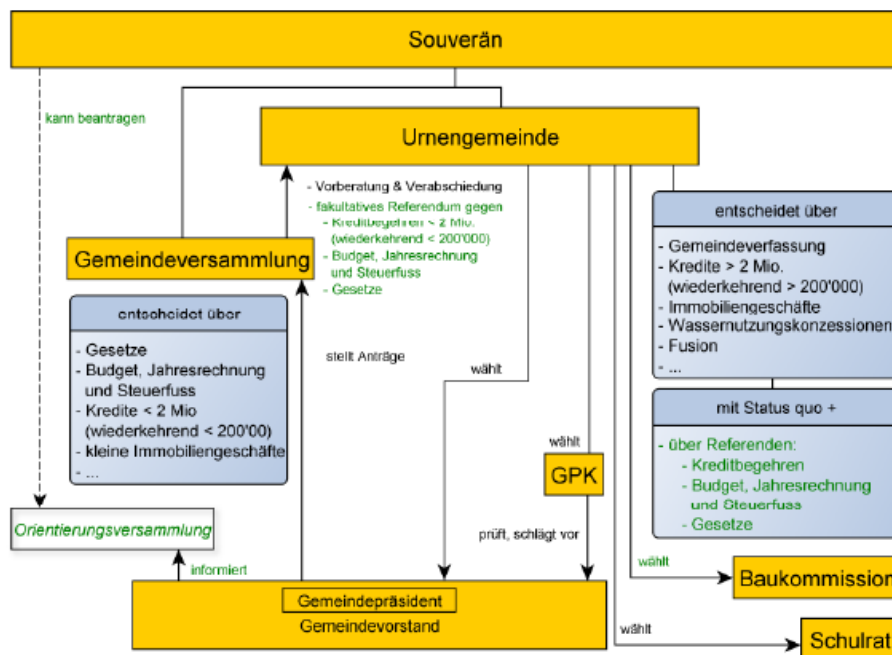 Souverän
kann beantragen
Urnengemeinde
- Vorberatung & Verabschiedung
- fakultatives Referendum gegen
- Kreditbegehren < 2 Mio.
(wiederkehrend < 200'000)
- Budget, Jahresrechnung
und Steuerfuss
- Gesetze
Gemeindeversammlung
entscheidet über
- Gesetze
- Budget, Jahresrechnung
und Steuerfuss
- Kredite < 2 Mio
(wiederkehrend < 200'00)
- kleine Immobiliengeschäfte
- ...
stellt Anträge
wählt
wählt
GPK
prüft, schlägt vor
entscheidet über
- Gemeindeverfassung
- Kredite > 2 Mio.
(wiederkehrend > 200'000)
- Immobiliengeschäfte
- Wassernutzungskonzessionen
- Fusion
- ...
mit Status quo +
- über Referenden:
- Kreditbegehren
- Budget, Jahresrechnung
und Steuerfuss
- Gesetze
Orientierungsversammlung
informiert
Gemeindepräsident
Gemeindevorstand
wählt
Baukommission
wählt
Schulrat